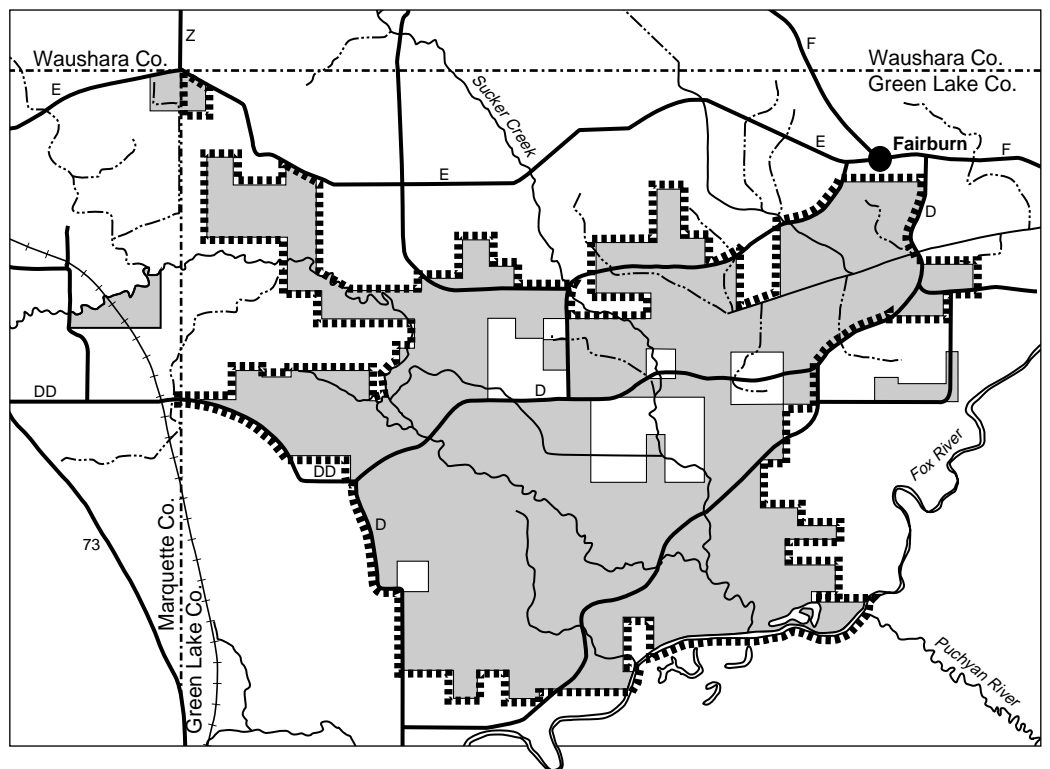 Z
F
Waushara Co.
Waushara Co.
Green Lake Co.
E
Sucker Creek
E
Fairburn
F
E
D
DD
D
DD
D
Fox River
73
Marquette Co.
Green Lake Co.
Puchyan River